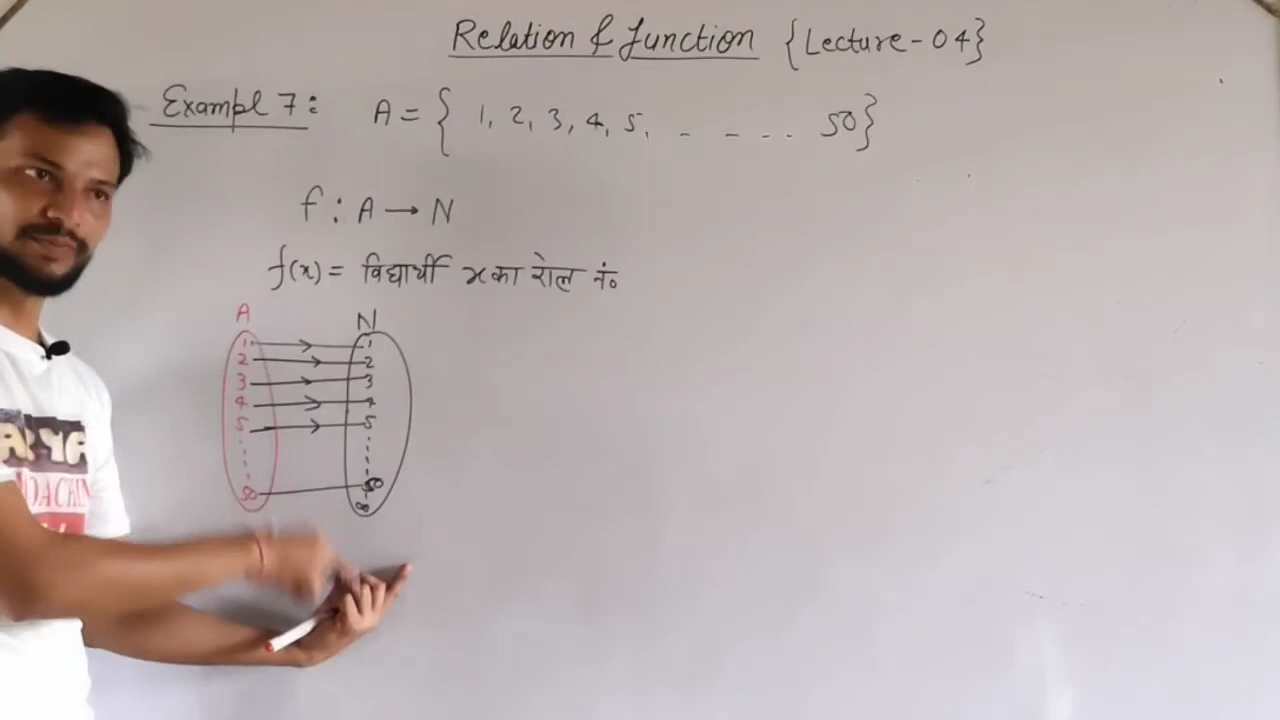 Relation & function {Lecture-04}
Exampl 7: A = { 1, 2, 3, 4, 5, - - - . . 50}
f : A → N
f(x) = विद्यार्थी x का रोल नं०
A N
1 1
2 2
3 3
4 4
5 5
50 50
∞